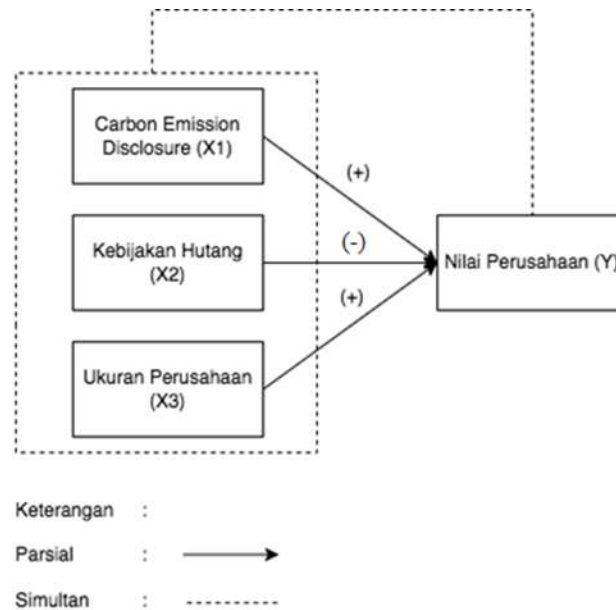 Carbon Emission
Disclosure (X1)
(+)
Kebijakan Hutang
(X2)
(-)
Nilai Perusahaan (Y)
(+)
Ukuran Perusahaan
(X3)
Keterangan :
Parsial :
Simultan :